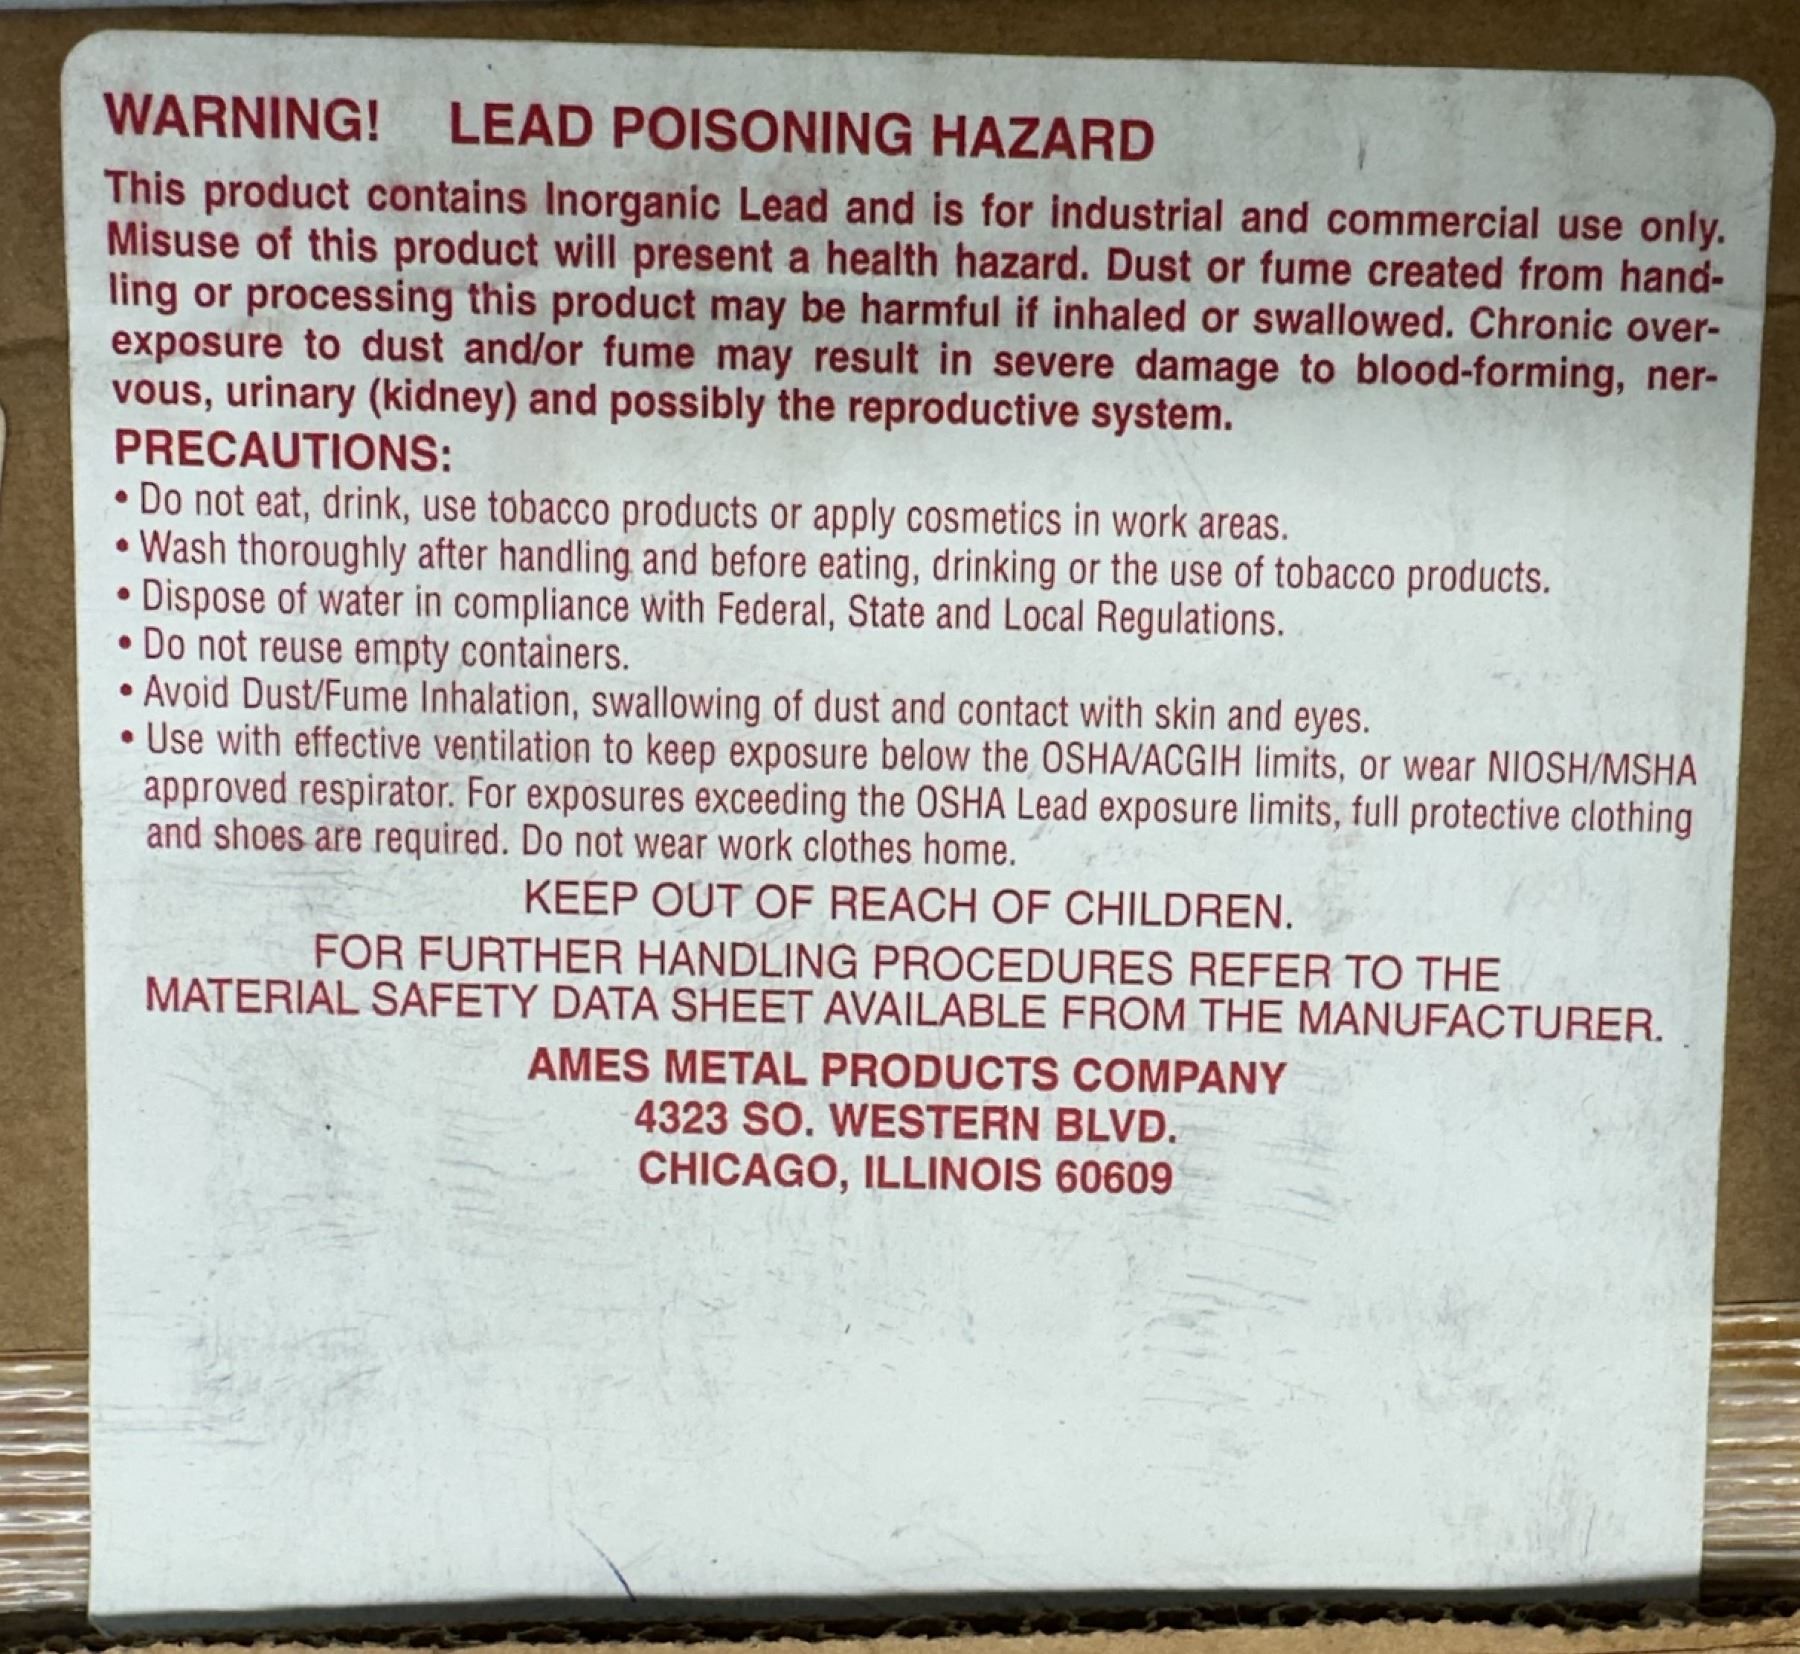 WARNING! LEAD POISONING HAZARD
This product contains Inorganic Lead and is for industrial and commercial use only.
Misuse of this product will present a health hazard. Dust or fume created from hand-
ling or processing this product may be harmful if inhaled or swallowed. Chronic over-
exposure to dust and/or fume may result in severe damage to blood-forming, ner-
vous, urinary (kidney) and possibly the reproductive system.
PRECAUTIONS:
• Do not eat, drink, use tobacco products or apply cosmetics in work areas.
• Wash thoroughly after handling and before eating, drinking or the use of tobacco products.
• Dispose of water in compliance with Federal, State and Local Regulations.
• Do not reuse empty containers.
• Avoid Dust/Fume Inhalation, swallowing of dust and contact with skin and eyes.
• Use with effective ventilation to keep exposure below the OSHA/ACGIH limits, or wear NIOSH/MSHA
approved respirator. For exposures exceeding the OSHA Lead exposure limits, full protective clothing
and shoes are required. Do not wear work clothes home.
KEEP OUT OF REACH OF CHILDREN.
FOR FURTHER HANDLING PROCEDURES REFER TO THE
MATERIAL SAFETY DATA SHEET AVAILABLE FROM THE MANUFACTURER.
AMES METAL PRODUCTS COMPANY
4323 SO. WESTERN BLVD.
CHICAGO, ILLINOIS 60609